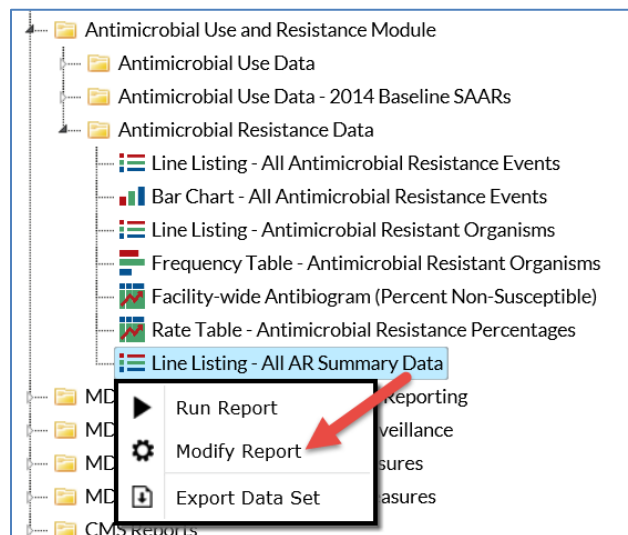 Antimicrobial Use and Resistance Module
Antimicrobial Use Data
Antimicrobial Use Data - 2014 Baseline SAARs
Antimicrobial Resistance Data
Line Listing - All Antimicrobial Resistance Events
Bar Chart - All Antimicrobial Resistance Events
Line Listing - Antimicrobial Resistant Organisms
Frequency Table - Antimicrobial Resistant Organisms
Facility-wide Antibiogram (Percent Non-Susceptible)
Rate Table - Antimicrobial Resistance Percentages
Line Listing - All AR Summary Data
MD Reporting
Run Report
MD veillance
Modify Report
MD sures
MD asures
Export Data Set
CMS Reports